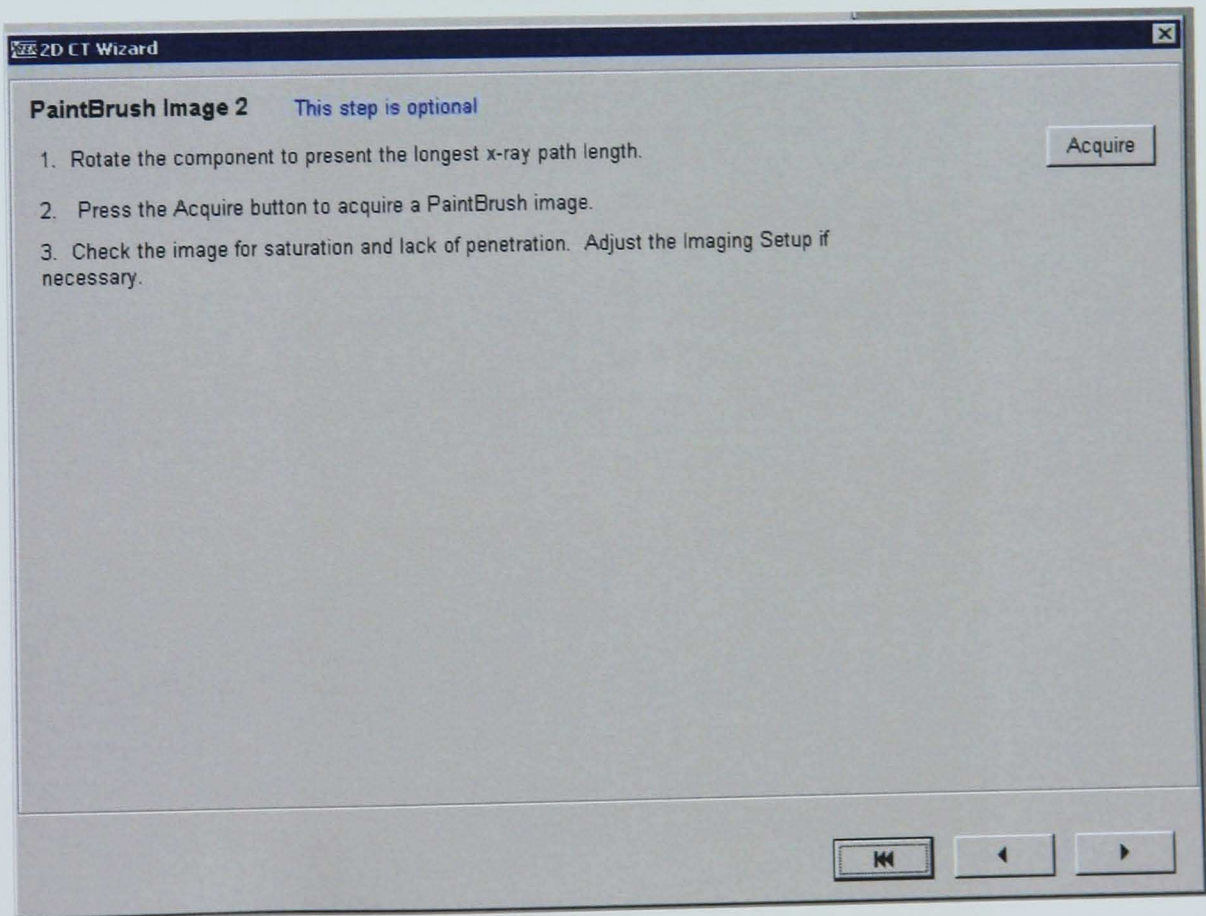 2D CT Wizard
PaintBrush Image 2 This step is optional
Acquire
1. Rotate the component to present the longest x-ray path length.
2. Press the Acquire button to acquire a PaintBrush image.
3. Check the image for saturation and lack of penetration. Adjust the Imaging Setup if
necessary.